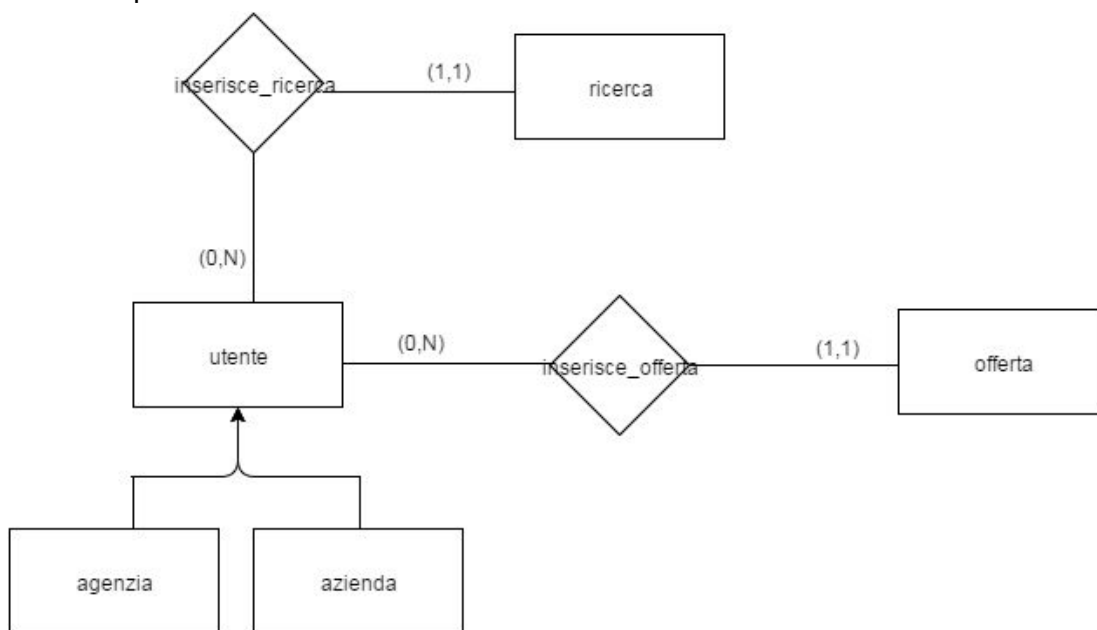 inserisce_ricerca
(1,1)
ricerca
(0,N)
utente
(0,N)
inserisce_offerta
(1,1)
offerta
agenzia
azienda